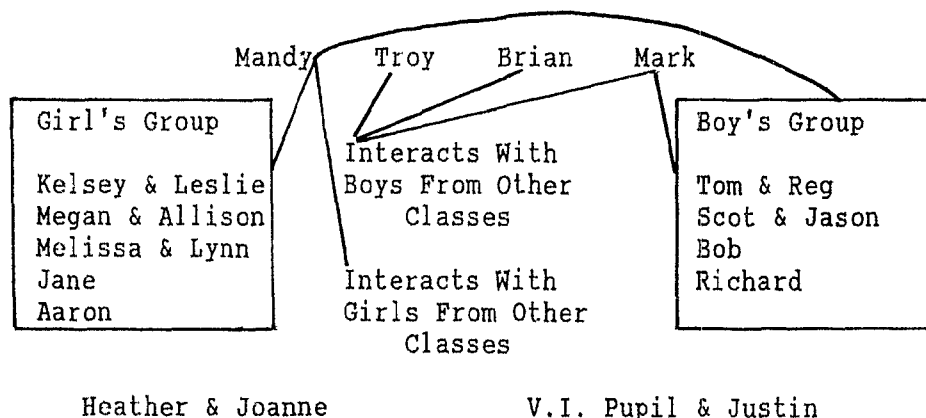 Mandy Troy Brian Mark
Girl's Group
Kelsey & Leslie
Megan & Allison
Melissa & Lynn
Jane
Aaron
Interacts With
Boys From Other
Classes
Interacts With
Girls From Other
Classes
Boy's Group
Tom & Reg
Scot & Jason
Bob
Richard
Heather & Joanne
V.I. Pupil & Justin